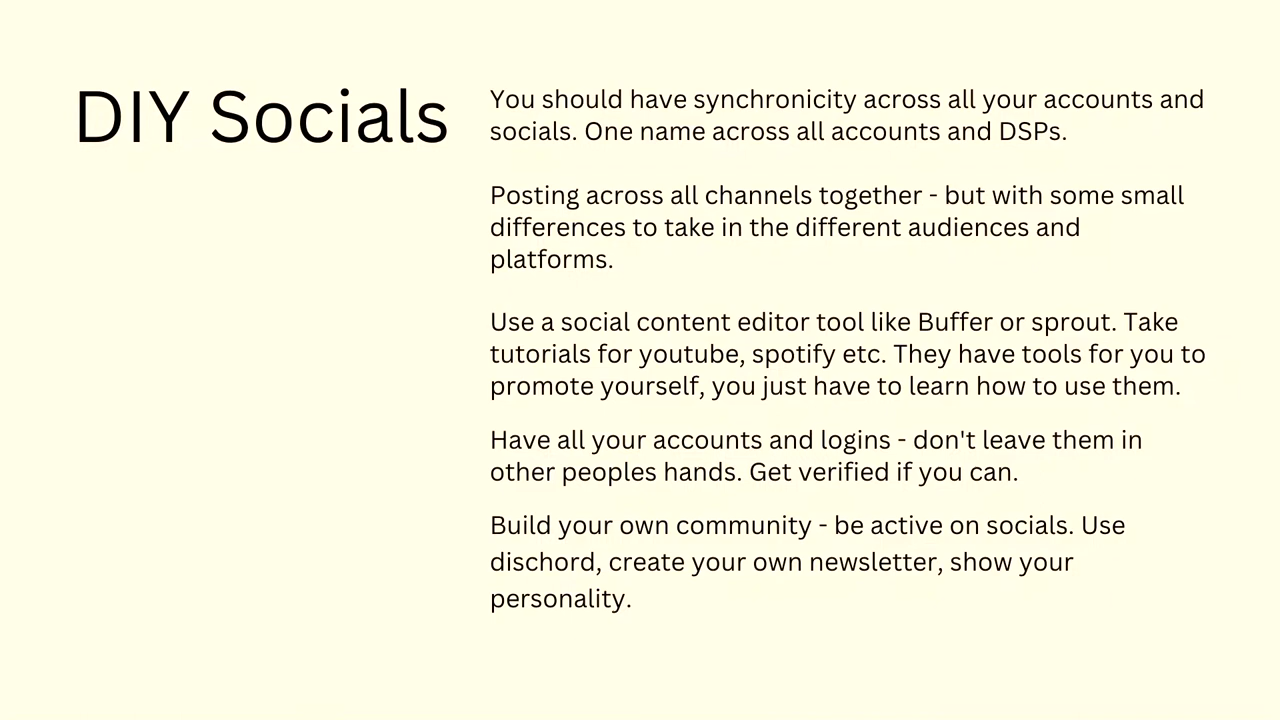 DIY Socials
You should have synchronicity across all your accounts and
socials. One name across all accounts and DSPs.
Posting across all channels together - but with some small
differences to take in the different audiences and
platforms.
Use a social content editor tool like Buffer or sprout. Take
tutorials for youtube, spotify etc. They have tools for you to
promote yourself, you just have to learn how to use them.
Have all your accounts and logins - don't leave them in
other peoples hands. Get verified if you can.
Build your own community - be active on socials. Use
dischord, create your own newsletter, show your
personality.